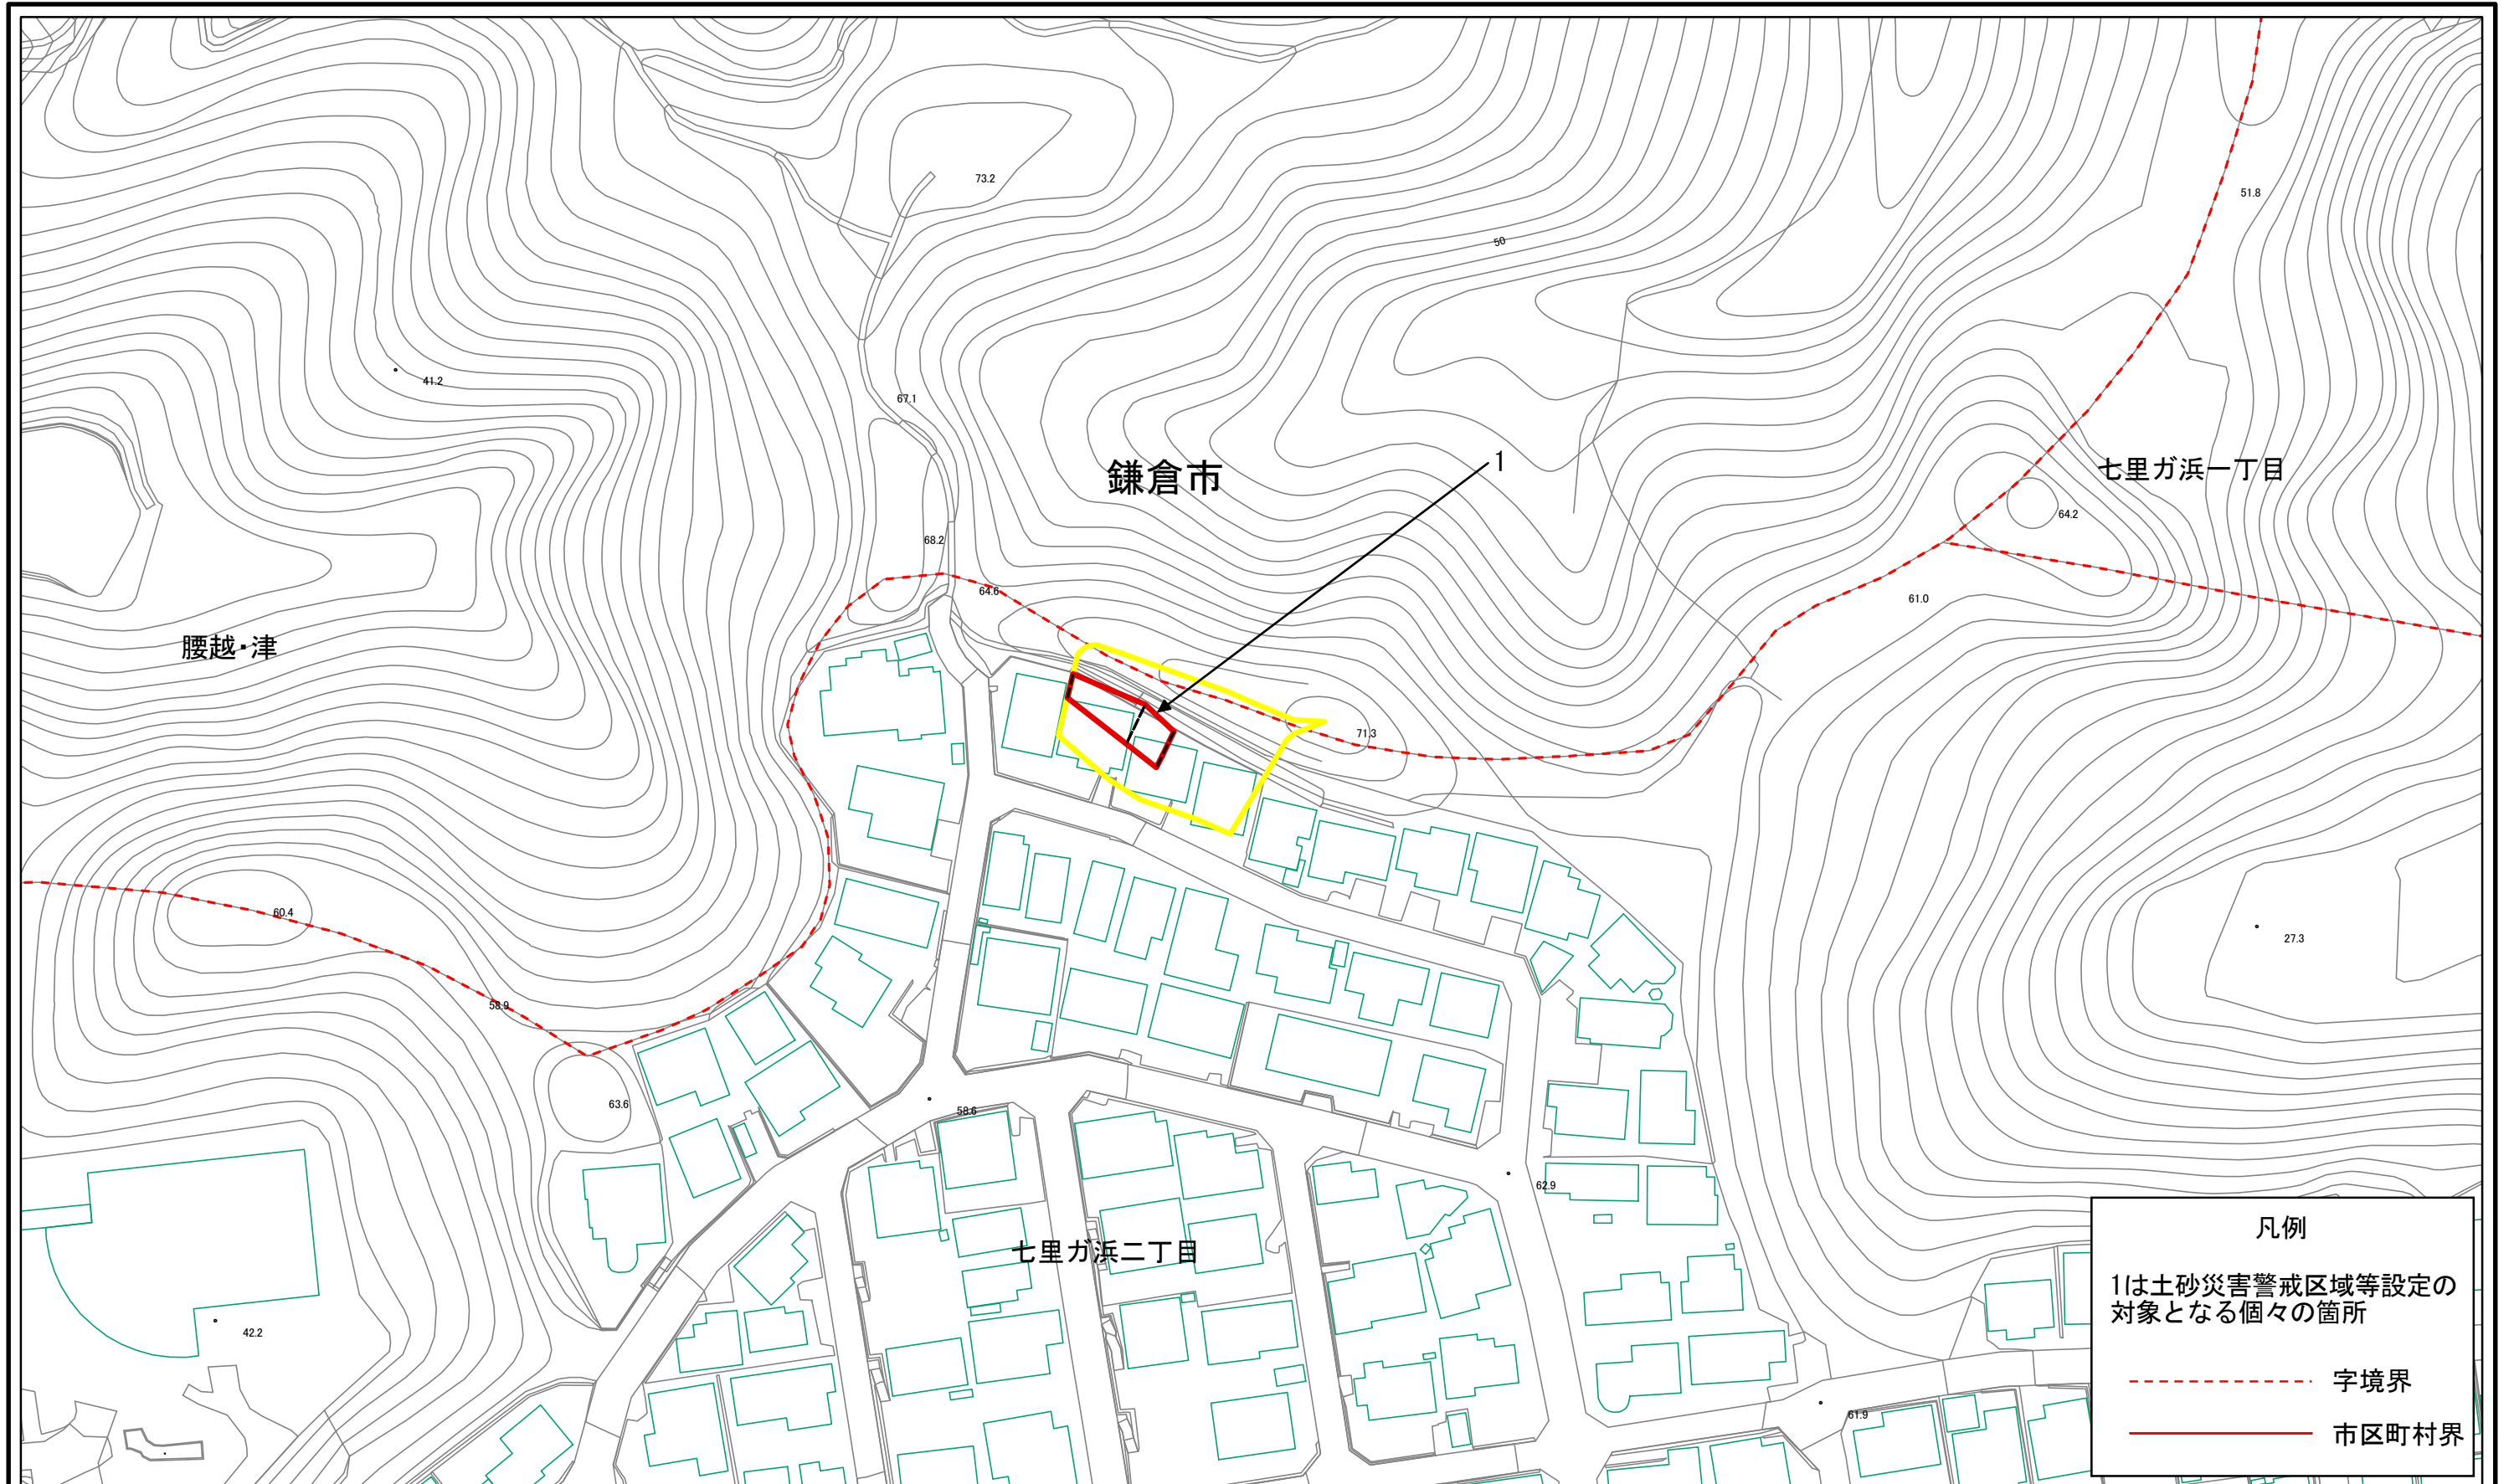 73.2
51.8
50
41.2
67.1
鎌倉市
1
七里ガ浜一丁目
64.2
68.2
64.6
61.0
腰越・津
71.3
60.4
27.3
58.9
63.6
58.6
62.9
七里ガ浜二丁目
42.2
61.9
凡例
1は土砂災害警戒区域等設定の
対象となる個々の箇所
字境界
市区町村界